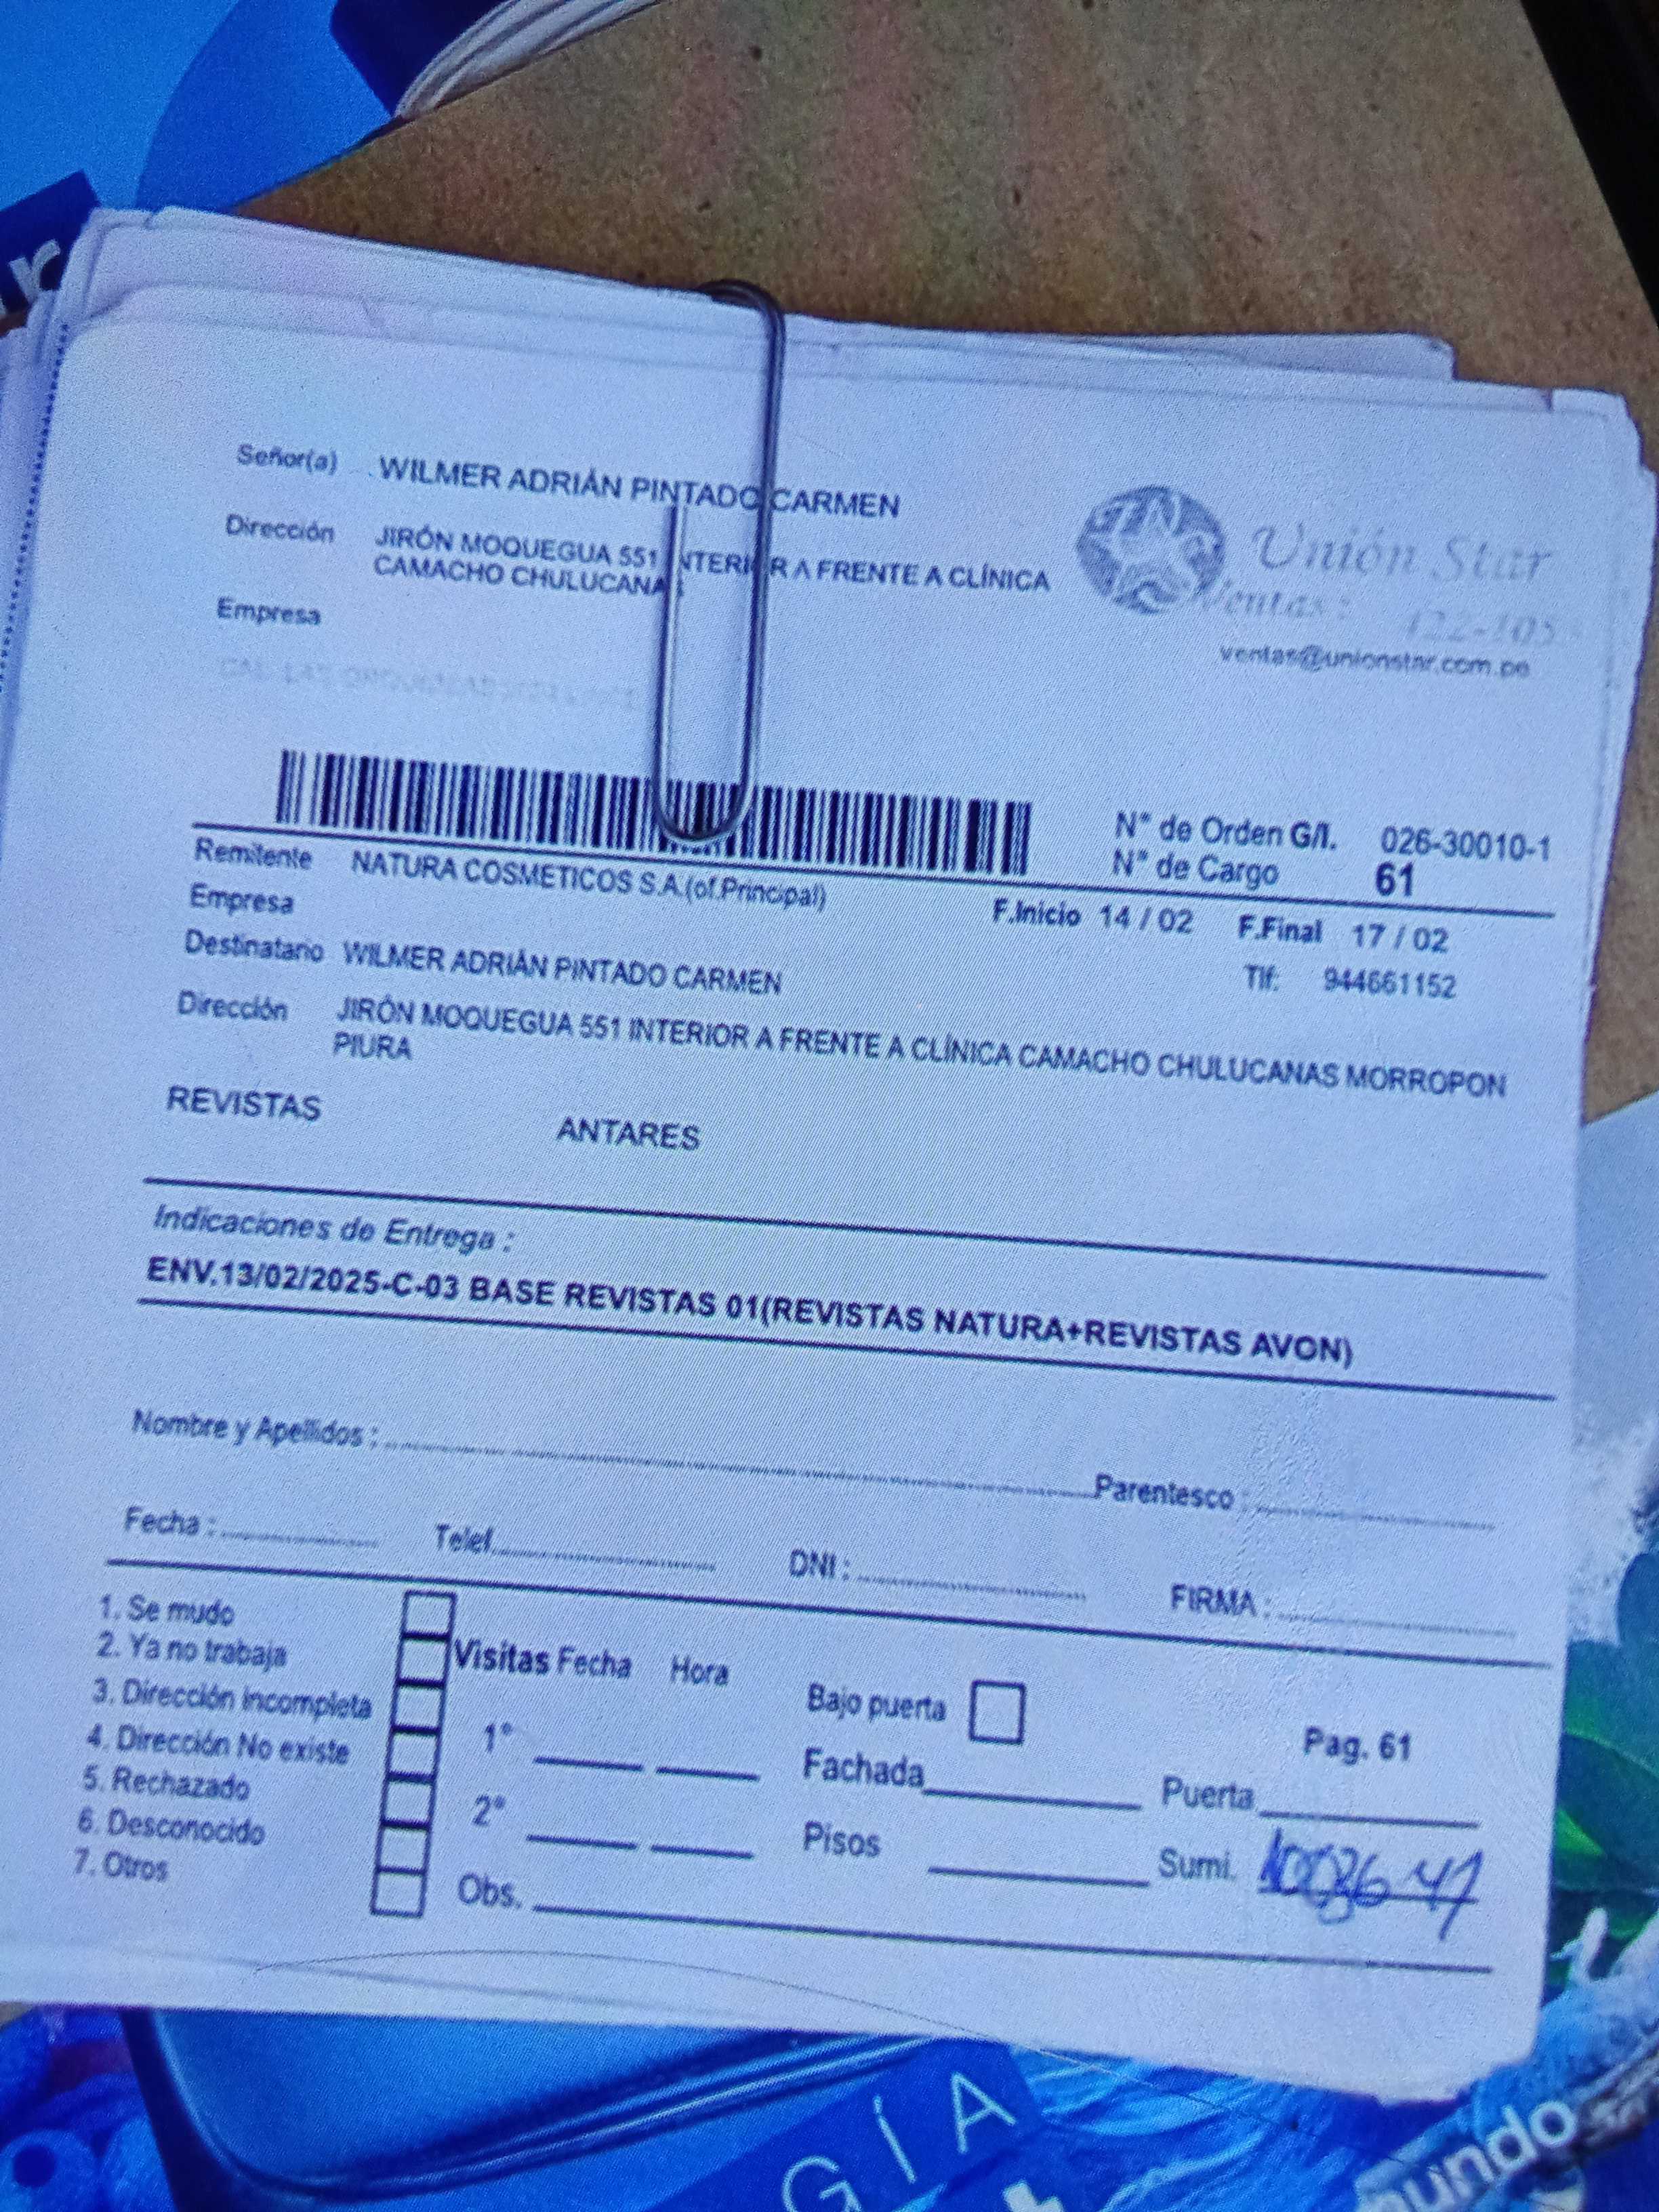 Señor(a) WILMER ADRIÁN PINTADO CARMEN
Dirección JIRÓN MOQUEGUA 551 INTERIOR A FRENTE A CLÍNICA
CAMACHO CHULUCANA
Empresa
Unión Star
Ventas:
ventas@unionstar.com.pe
N° de Orden G/I. 026-30010-1
N° de Cargo 61
Remitente NATURA COSMETICOS S.A.(of.Principal)
Empresa
F.Inicio 14 / 02 F.Final 17 / 02
Destinatario WILMER ADRIÁN PINTADO CARMEN
Tlf: 944661152
Dirección JIRÓN MOQUEGUA 551 INTERIOR A FRENTE A CLÍNICA CAMACHO CHULUCANAS MORROPON
PIURA
REVISTAS ANTARES
Indicaciones de Entrega :
ENV.13/02/2025-C-03 BASE REVISTAS 01(REVISTAS NATURA+REVISTAS AVON)
Nombre y Apellidos : Parentesco :
Fecha : Telef. DNI : FIRMA :
1. Se mudo
2. Ya no trabaja
3. Dirección incompleta
4. Dirección No existe
5. Rechazado
6. Desconocido
7. Otros
Visitas Fecha Hora
1°
2°
Obs.
Bajo puerta
Fachada
Pisos
Pag. 61
Puerta
Sumi.
GÍA
mundo